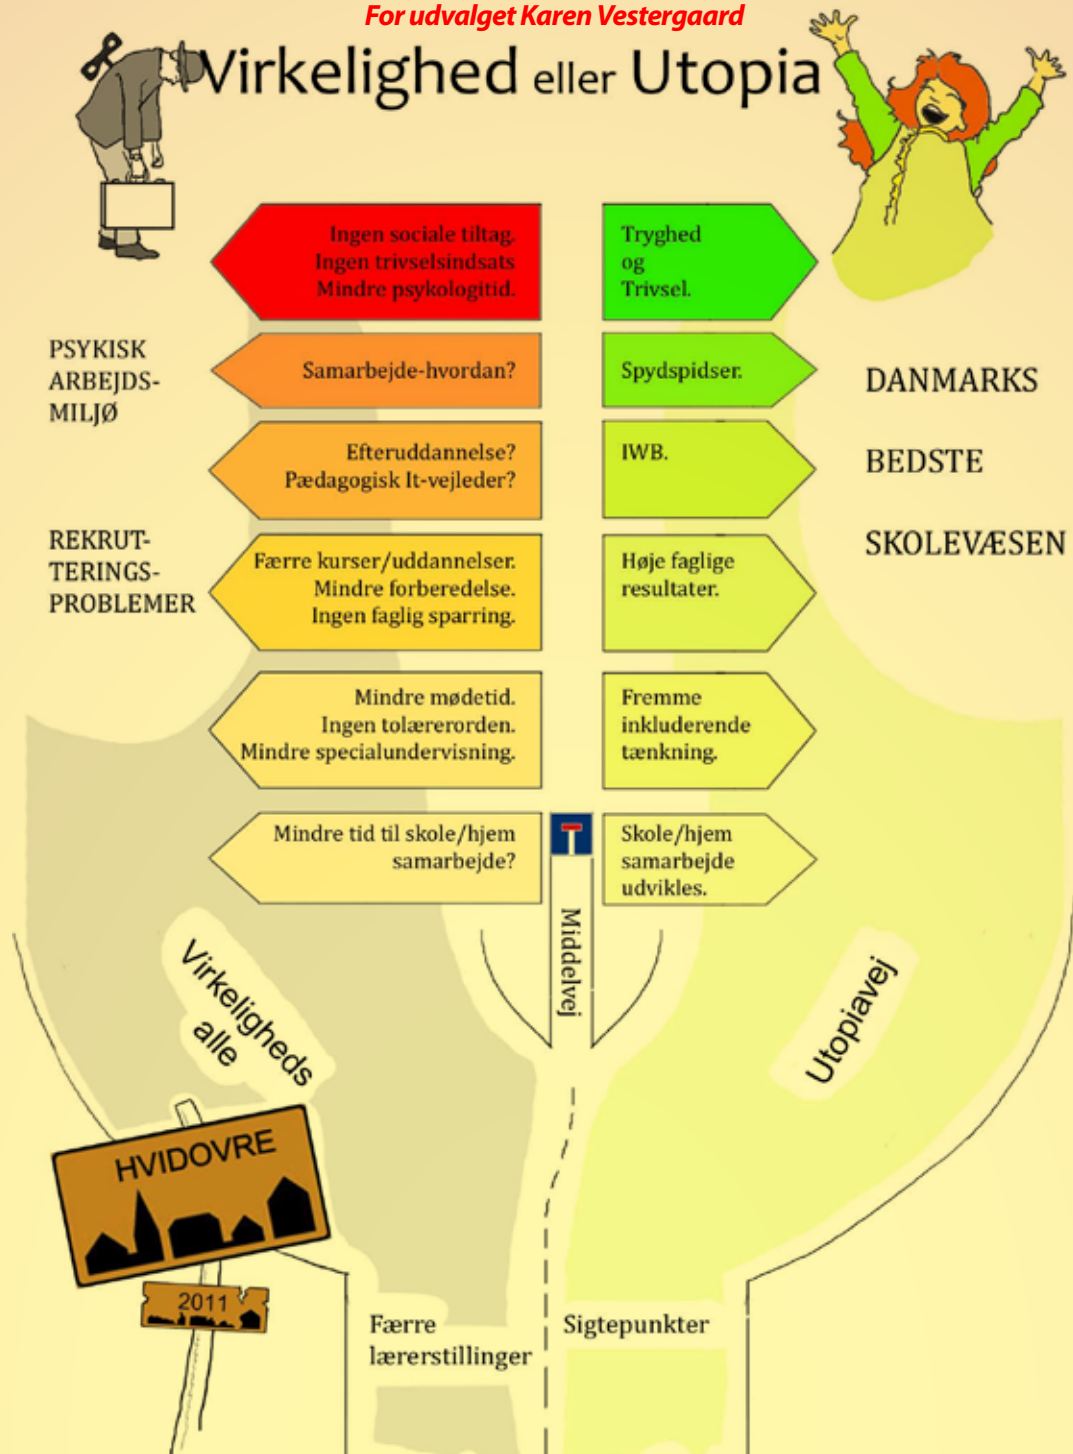 For udvalget Karen Vestergaard
Virkelighed eller Utopia
Ingen sociale tiltag.
Ingen trivselsindsats
Mindre psykologitid.
Tryghed
og
Trivsel.
PSYKISK
ARBEJDS-
MILJØ
Samarbejde-hvordan?
Spydspidser.
DANMARKS
BEDSTE
SKOLEVÆSEN
Efteruddannelse?
Pædagogisk It-vejleder?
IWB.
REKRUT-
TERINGS-
PROBLEMER
Færre kurser/uddannelser.
Mindre forberedelse.
Ingen faglig sparring.
Høje faglige
resultater.
Mindre mødetid.
Ingen tolærerorden.
Mindre specialundervisning.
Fremme
inkluderende
tænkning.
Mindre tid til skole/hjem
samarbejde?
Skole/hjem
samarbejde
udvikles.
Middelvej
Virkeligheds
alle
Utopiavej
HVIDOVRE
2011
Færre
lærerstillinger
Sigtepunkter